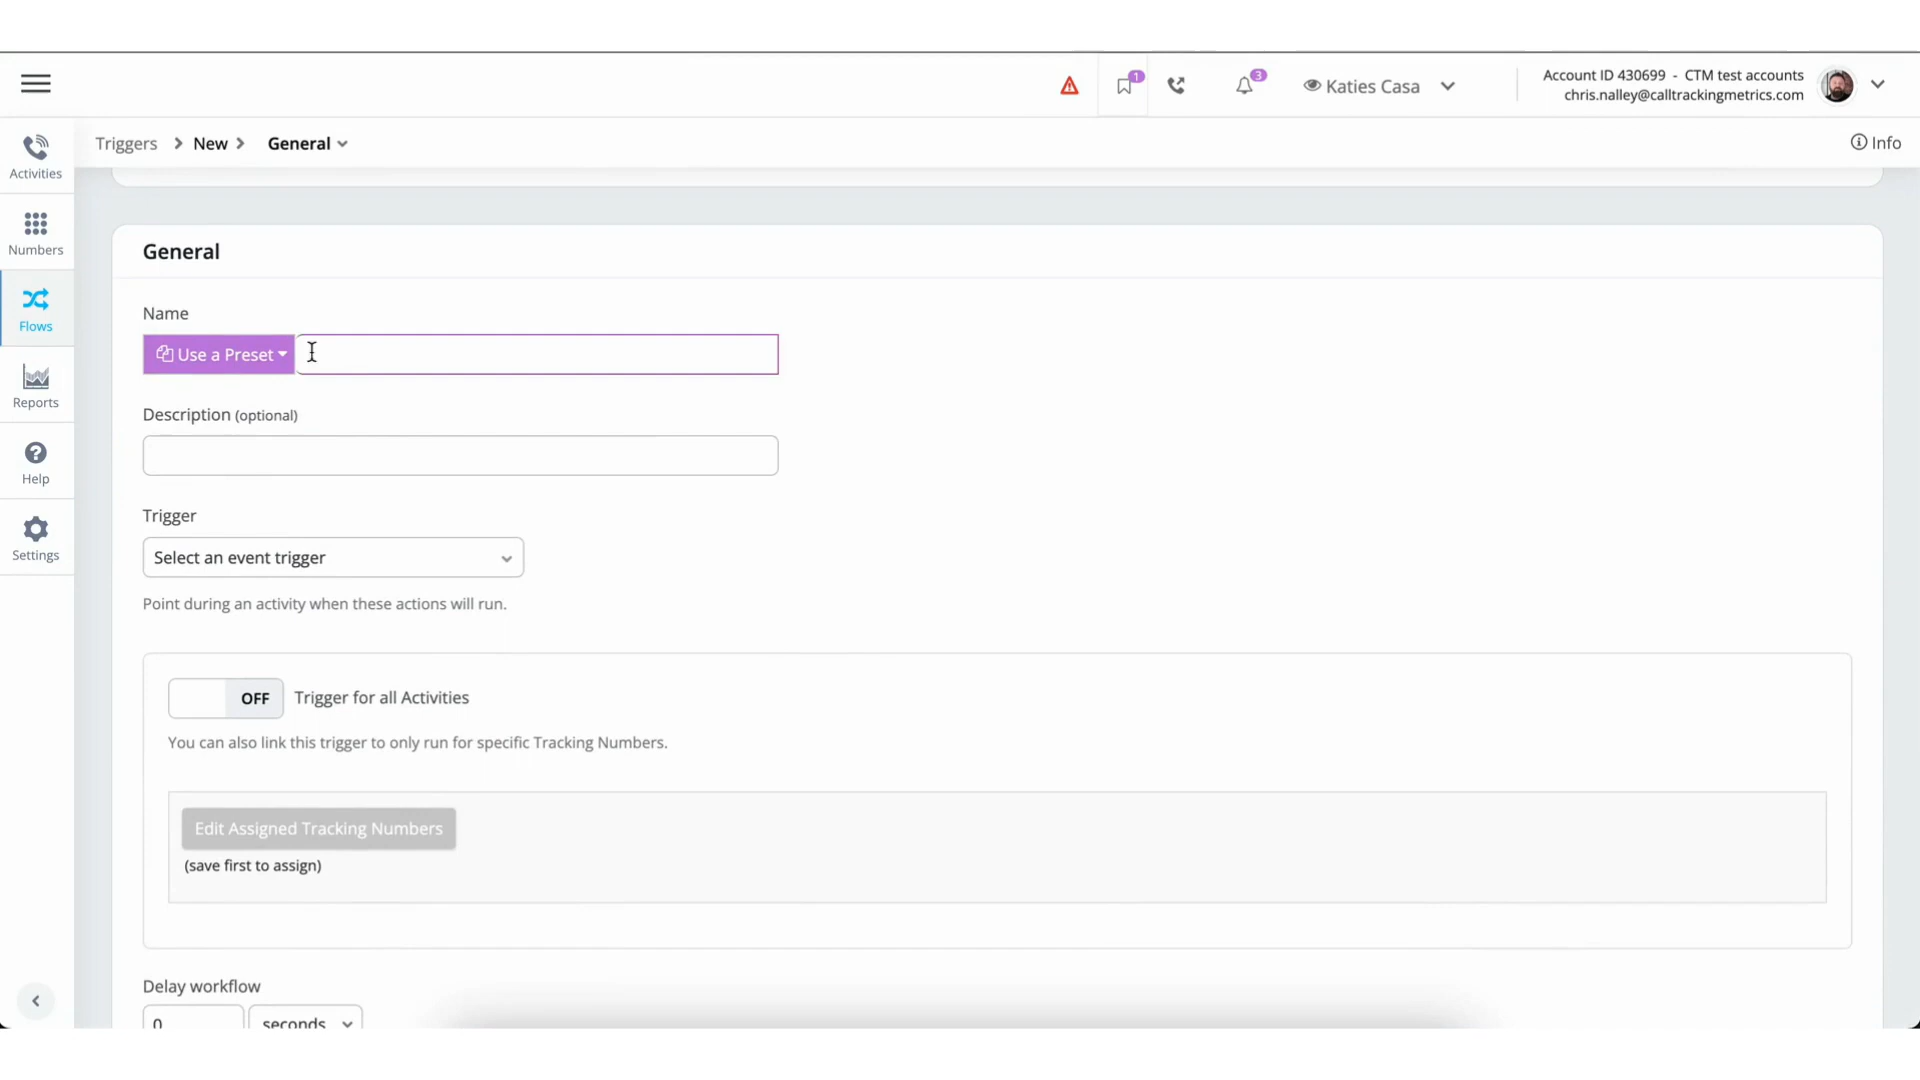 1
3
Katies Casa
Account ID 430699 - CTM test accounts
chris.nalley@calltrackingmetrics.com
Triggers > New > General
Info
Activities
Numbers
Flows
Reports
Help
Settings
General
Name
Use a Preset
Description (optional)
Trigger
Select an event trigger
Point during an activity when these actions will run.
OFF Trigger for all Activities
You can also link this trigger to only run for specific Tracking Numbers.
Edit Assigned Tracking Numbers
(save first to assign)
Delay workflow
0 seconds